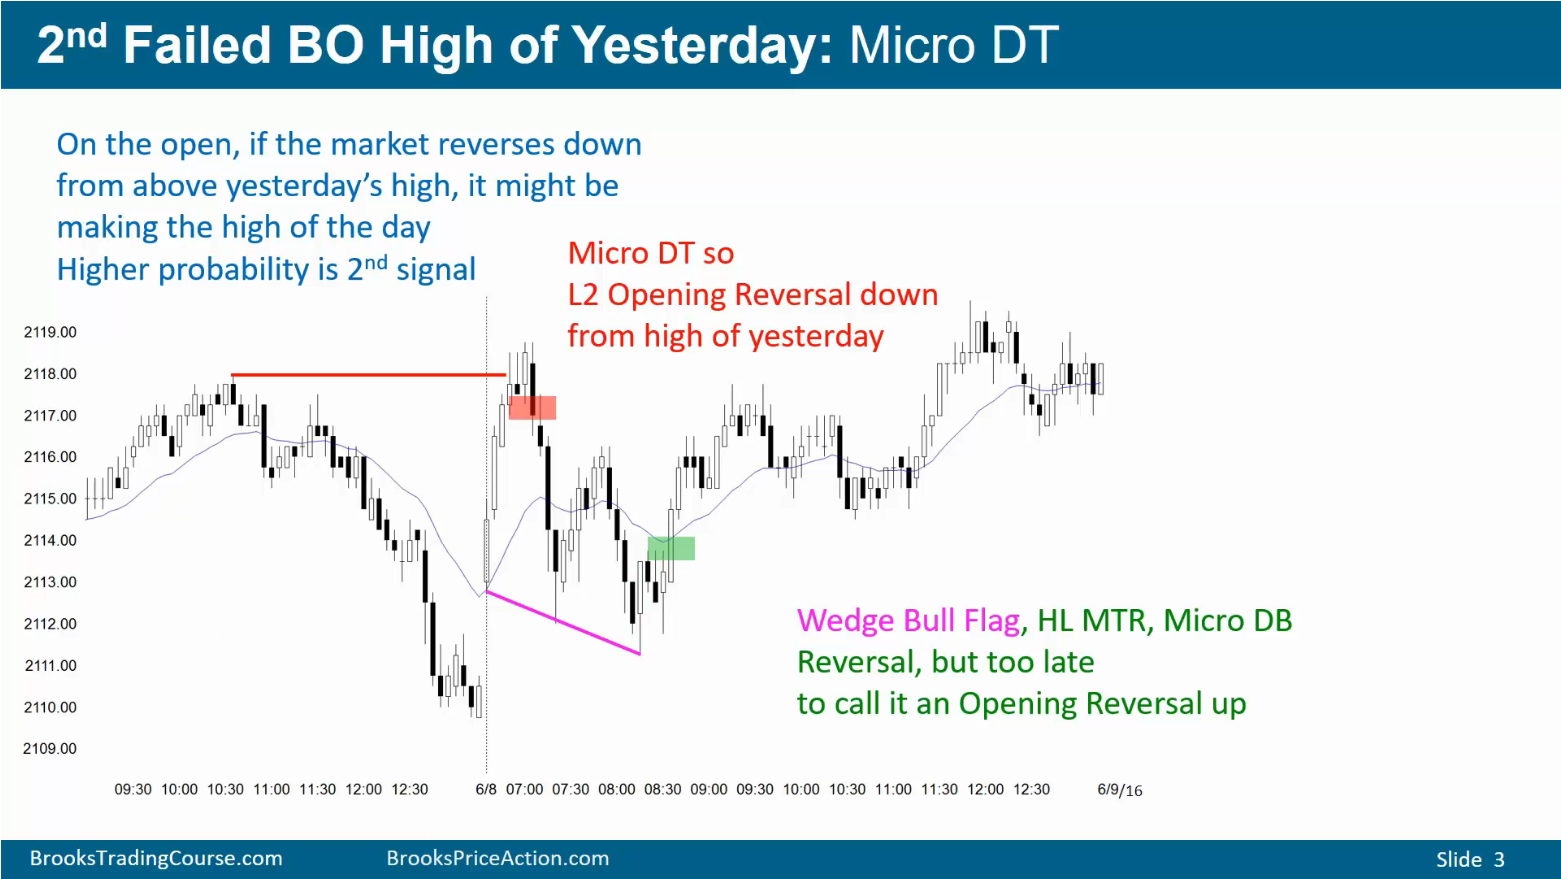 2nd Failed BO High of Yesterday: Micro DT
On the open, if the market reverses down
from above yesterday's high, it might be
making the high of the day
Higher probability is 2nd signal
Micro DT so
L2 Opening Reversal down
from high of yesterday
2119.00
2118.00
2117.00
2116.00
2115.00
2114.00
2113.00
2112.00
2111.00
2110.00
2109.00
Wedge Bull Flag, HL MTR, Micro DB
Reversal, but too late
to call it an Opening Reversal up
09:30 10:00 10:30 11:00 11:30 12:00 12:30 6/8 07:00 07:30 08:00 08:30 09:00 09:30 10:00 10:30 11:00 11:30 12:00 12:30 6/9/16
BrooksTradingCourse.com BrooksPriceAction.com Slide 3